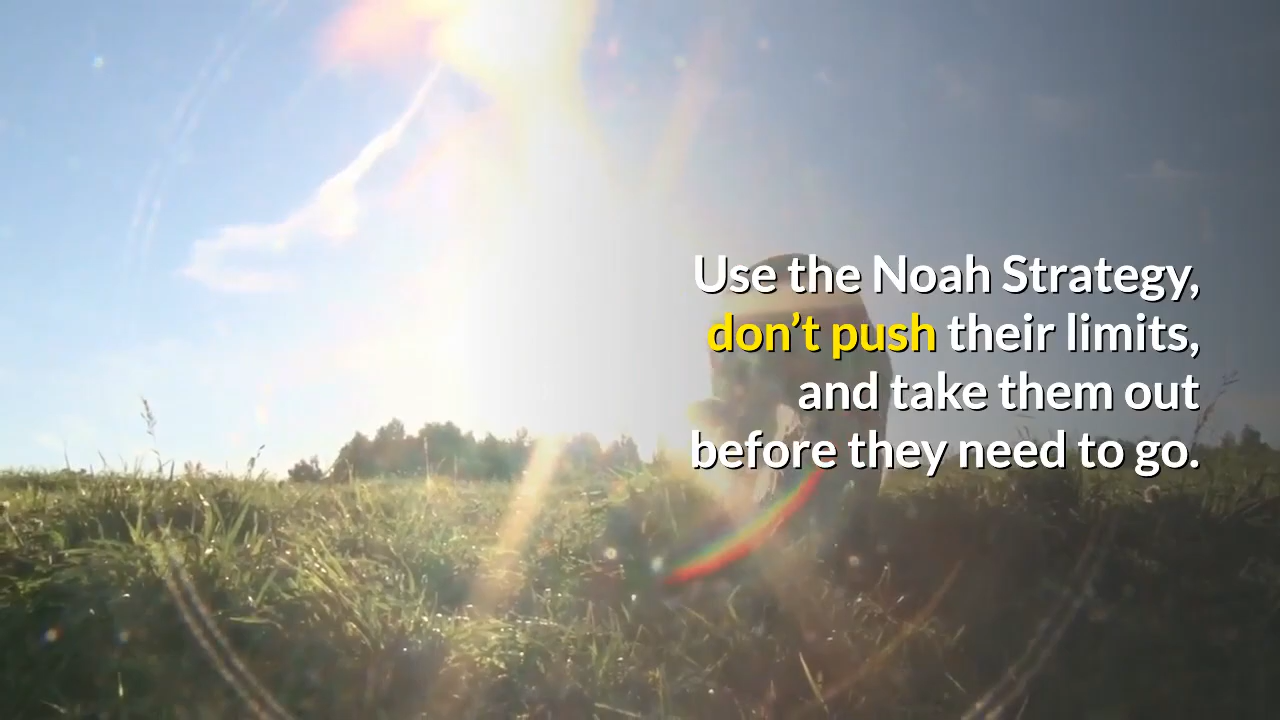 Use the Noah Strategy,
don’t push their limits,
and take them out
before they need to go.